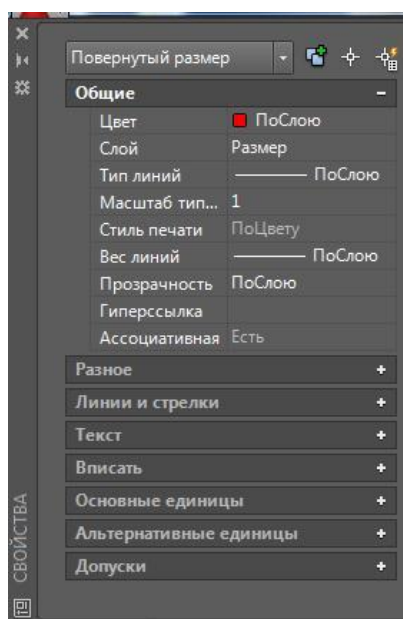 Повернутый размер
Общие
Цвет ПоСлою
Слой Размер
Тип линий ПоСлою
Масштаб тип... 1
Стиль печати ПоЦвету
Вес линий ПоСлою
Прозрачность ПоСлою
Гиперссылка
Ассоциативная Есть
Разное
Линии и стрелки
Текст
Вписать
Основные единицы
Альтернативные единицы
Допуски
СВОЙСТВА